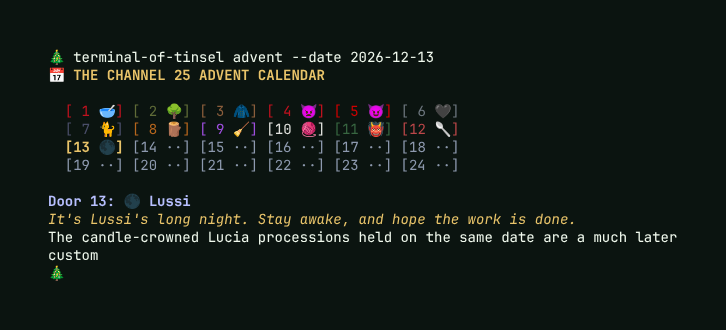 🎄 terminal-of-tinsel advent --date 2026-12-13
📅 THE CHANNEL 25 ADVENT CALENDAR
[ 1 🥣] [ 2 🌳] [ 3 🧥] [ 4 😈] [ 5 😈] [ 6 🖤]
[ 7 🐈] [ 8 🪵] [ 9 🧹] [10 🧶] [11 👹] [12 🥄]
[13 🌑] [14 ··] [15 ··] [16 ··] [17 ··] [18 ··]
[19 ··] [20 ··] [21 ··] [22 ··] [23 ··] [24 ··]
Door 13: 🌑 Lussi
It's Lussi's long night. Stay awake, and hope the work is done.
The candle-crowned Lucia processions held on the same date are a much later
custom
🎄